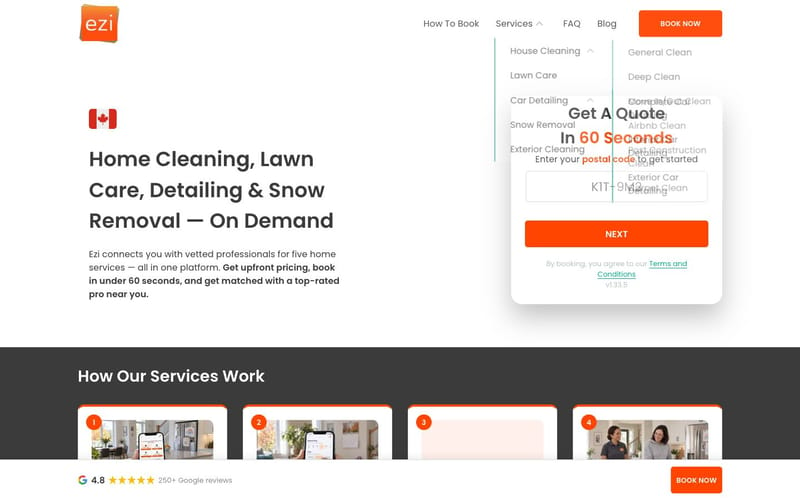 ezi
How To Book
Services
FAQ
Blog
BOOK NOW
House Cleaning
Lawn Care
Car Detailing
Snow Removal
Exterior Cleaning
General Clean
Deep Clean
Airbnb Clean
Post Construction
Clean
Exterior Car
Detailing
Home Cleaning, Lawn
Care, Detailing & Snow
Removal — On Demand
Ezi connects you with vetted professionals for five home
services — all in one platform. Get upfront pricing, book
in under 60 seconds, and get matched with a top-rated
pro near you.
Get A Quote
In 60 Seconds
Enter your postal code to get started
K1T-9M3
NEXT
By booking, you agree to our Terms and
Conditions
v1.33.5
How Our Services Work
1
2
3
4
4.8
250+ Google reviews
BOOK NOW